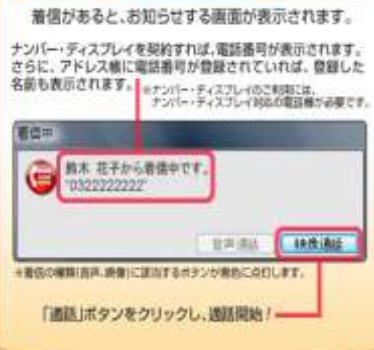 着信があると、お知らせする画面が表示されます。
ナンバー・ディスプレイを契約すれば、電話番号が表示されます。
さらに、アドレス帳に電話番号が登録されていれば、登録した
名前も表示されます。
※ナンバー・ディスプレイのご利用には、
ナンバー・ディスプレイ対応の電話機が必要です。
着信中
鈴木 花子から着信中です。
"0322222222"
音声通話
映像通話
※着信の種類(音声、映像)に該当するボタンが青色に点灯します。
「通話」ボタンをクリックし、通話開始!